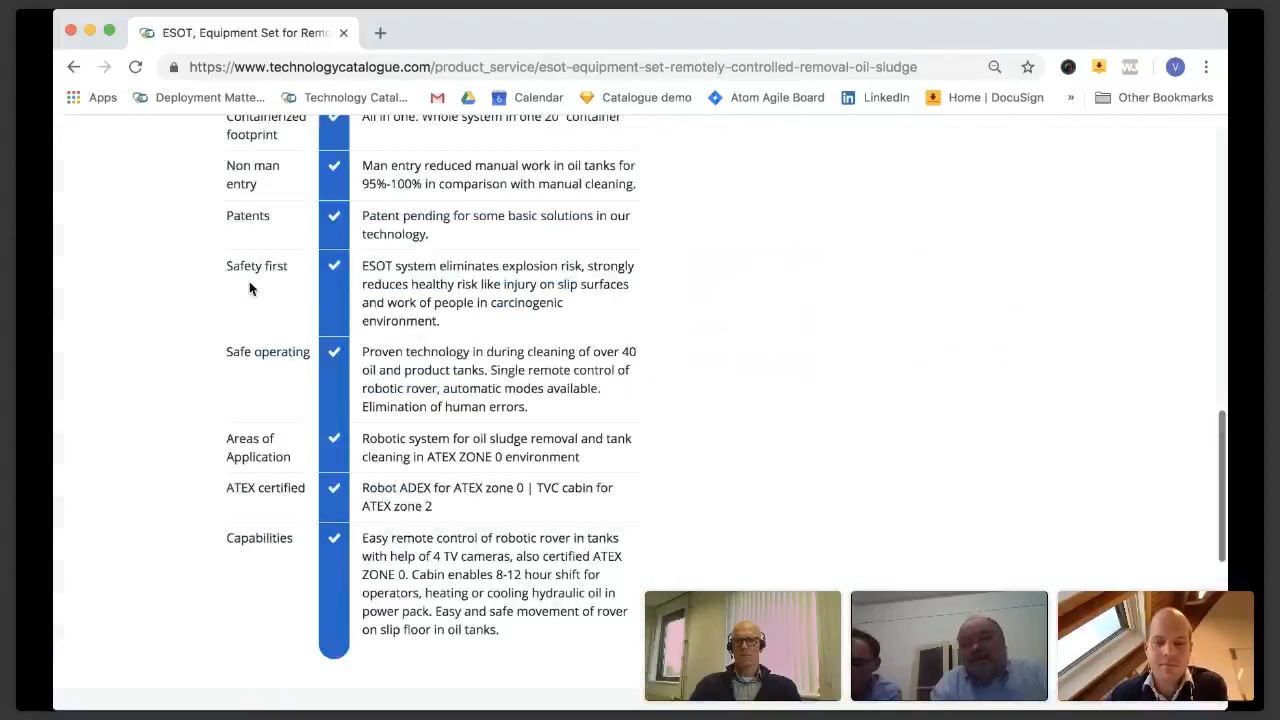 ESOT, Equipment Set for Remo
https://www.technologycatalogue.com/product_service/esot-equipment-set-remotely-controlled-removal-oil-sludge
V
Apps
Deployment Matte...
Technology Catal...
6
Calendar
Catalogue demo
Atom Agile Board
LinkedIn
Home | DocuSign
»
Other Bookmarks
Containerized
footprint
All in one. Whole system in one 20" container
Non man
entry
Man entry reduced manual work in oil tanks for
95%-100% in comparison with manual cleaning.
Patents
Patent pending for some basic solutions in our
technology.
Safety first
ESOT system eliminates explosion risk, strongly
reduces healthy risk like injury on slip surfaces
and work of people in carcinogenic
environment.
Safe operating
Proven technology in during cleaning of over 40
oil and product tanks. Single remote control of
robotic rover, automatic modes available.
Elimination of human errors.
Areas of
Application
Robotic system for oil sludge removal and tank
cleaning in ATEX ZONE 0 environment
ATEX certified
Robot ADEX for ATEX zone 0 | TVC cabin for
ATEX zone 2
Capabilities
Easy remote control of robotic rover in tanks
with help of 4 TV cameras, also certified ATEX
ZONE 0. Cabin enables 8-12 hour shift for
operators, heating or cooling hydraulic oil in
power pack. Easy and safe movement of rover
on slip floor in oil tanks.